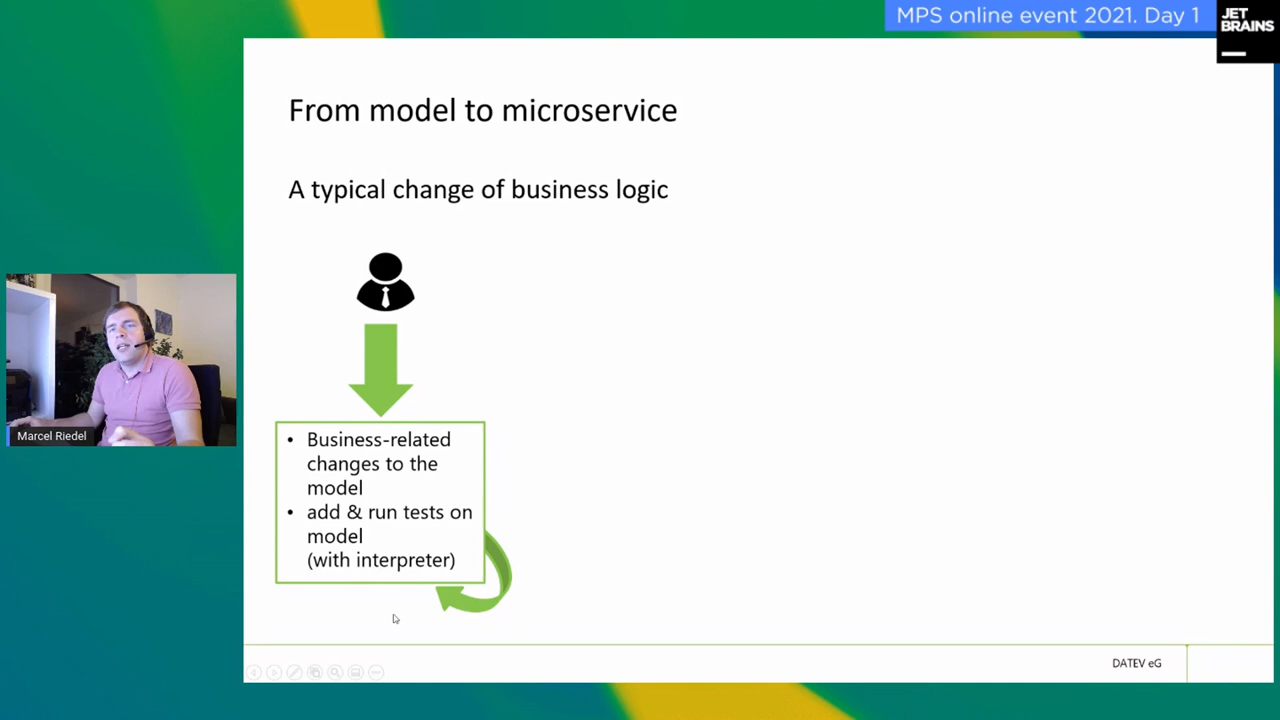 MPS online event 2021. Day 1
JET
BRAINS
From model to microservice
A typical change of business logic
Marcel Riedel
• Business-related
changes to the
model
• add & run tests on
model
(with interpreter)
DATEV eG